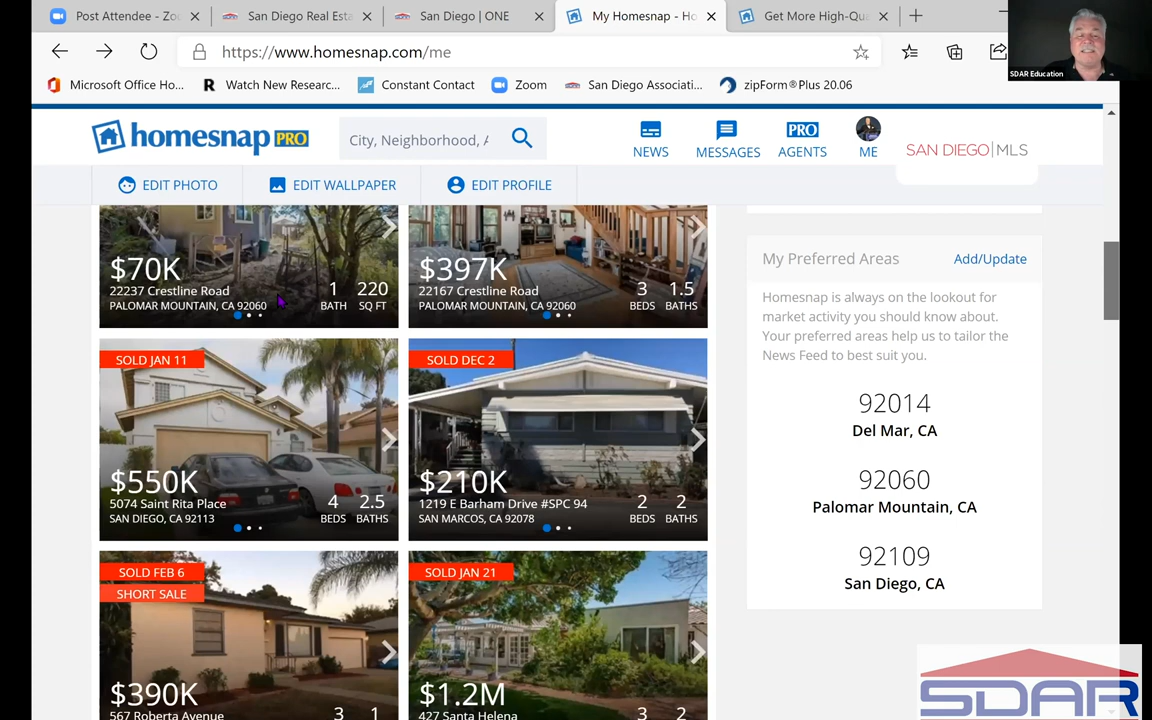 Post Attendee - Zo
San Diego Real Esta
San Diego | ONE
My Homesnap - Ho
Get More High-Qua
https://www.homesnap.com/me
Microsoft Office Ho...
Watch New Researc...
Constant Contact
Zoom
San Diego Associati...
zipForm®Plus 20.06
SDAR Education
homesnap PRO
City, Neighborhood, A
NEWS
MESSAGES
PRO
AGENTS
ME
SAN DIEGO|MLS
EDIT PHOTO
EDIT WALLPAPER
EDIT PROFILE
$70K
22237 Crestline Road
PALOMAR MOUNTAIN, CA 92060
1 220
BATH SQ FT
$397K
22167 Crestline Road
PALOMAR MOUNTAIN, CA 92060
3 1.5
BEDS BATHS
SOLD JAN 11
$550K
5074 Saint Rita Place
SAN DIEGO, CA 92113
4 2.5
BEDS BATHS
SOLD DEC 2
$210K
1219 E Barham Drive #SPC 94
SAN MARCOS, CA 92078
2 2
BEDS BATHS
SOLD FEB 6
SHORT SALE
$390K
567 Roberta Avenue
3 1
SOLD JAN 21
$1.2M
427 Santa Helena
3 2
My Preferred Areas
Add/Update
Homesnap is always on the lookout for
market activity you should know about.
Your preferred areas help us to tailor the
News Feed to best suit you.
92014
Del Mar, CA
92060
Palomar Mountain, CA
92109
San Diego, CA
SDAR